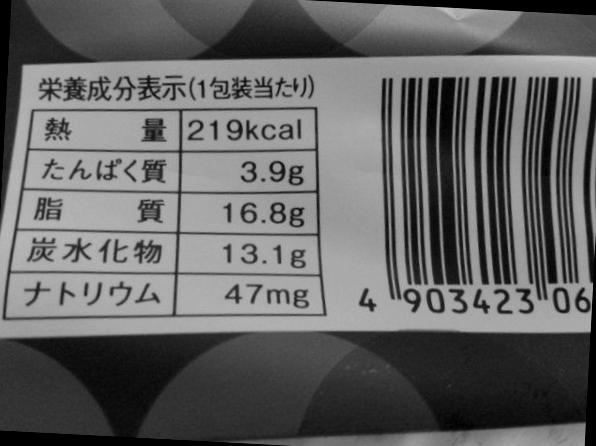 栄養成分表示(1包装当たり)
熱量 219kcal
たんぱく質 3.9g
脂質 16.8g
炭水化物 13.1g
ナトリウム 47mg
4 903423 06